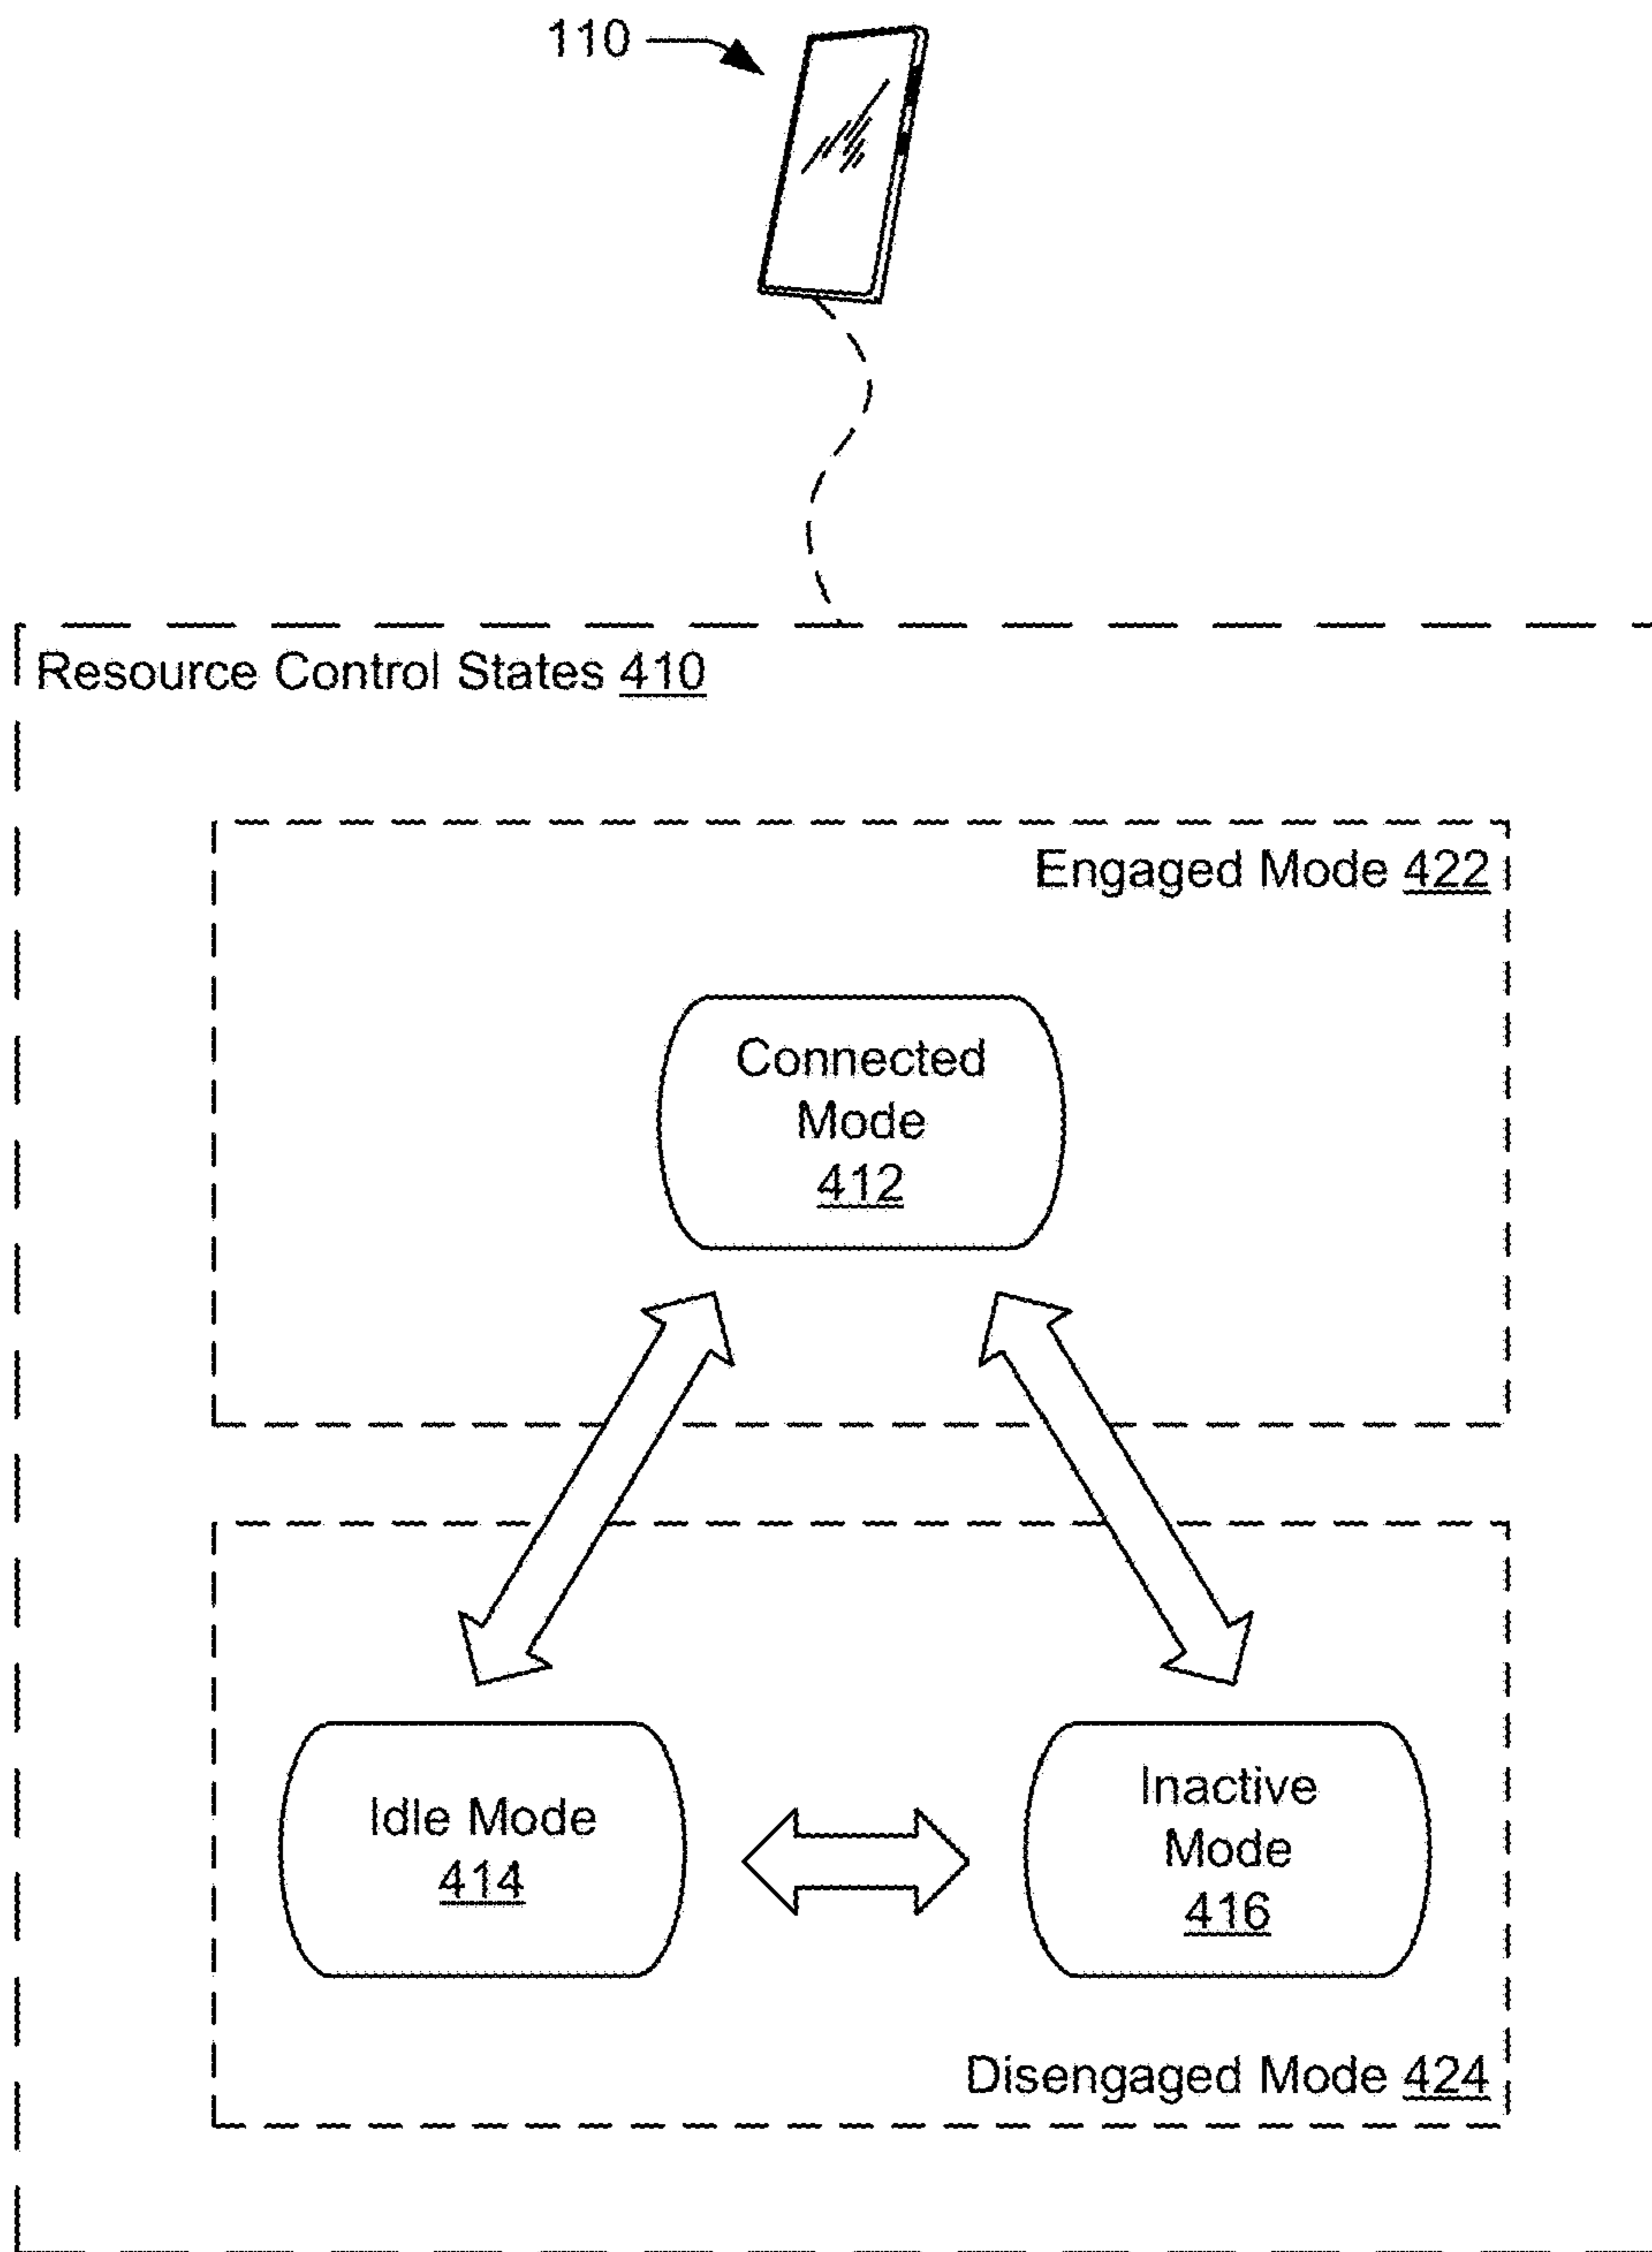 110
Resource Control States 410
Engaged Mode 422
Connected
Mode
412
Idle Mode
414
Inactive
Mode
416
Disengaged Mode 424